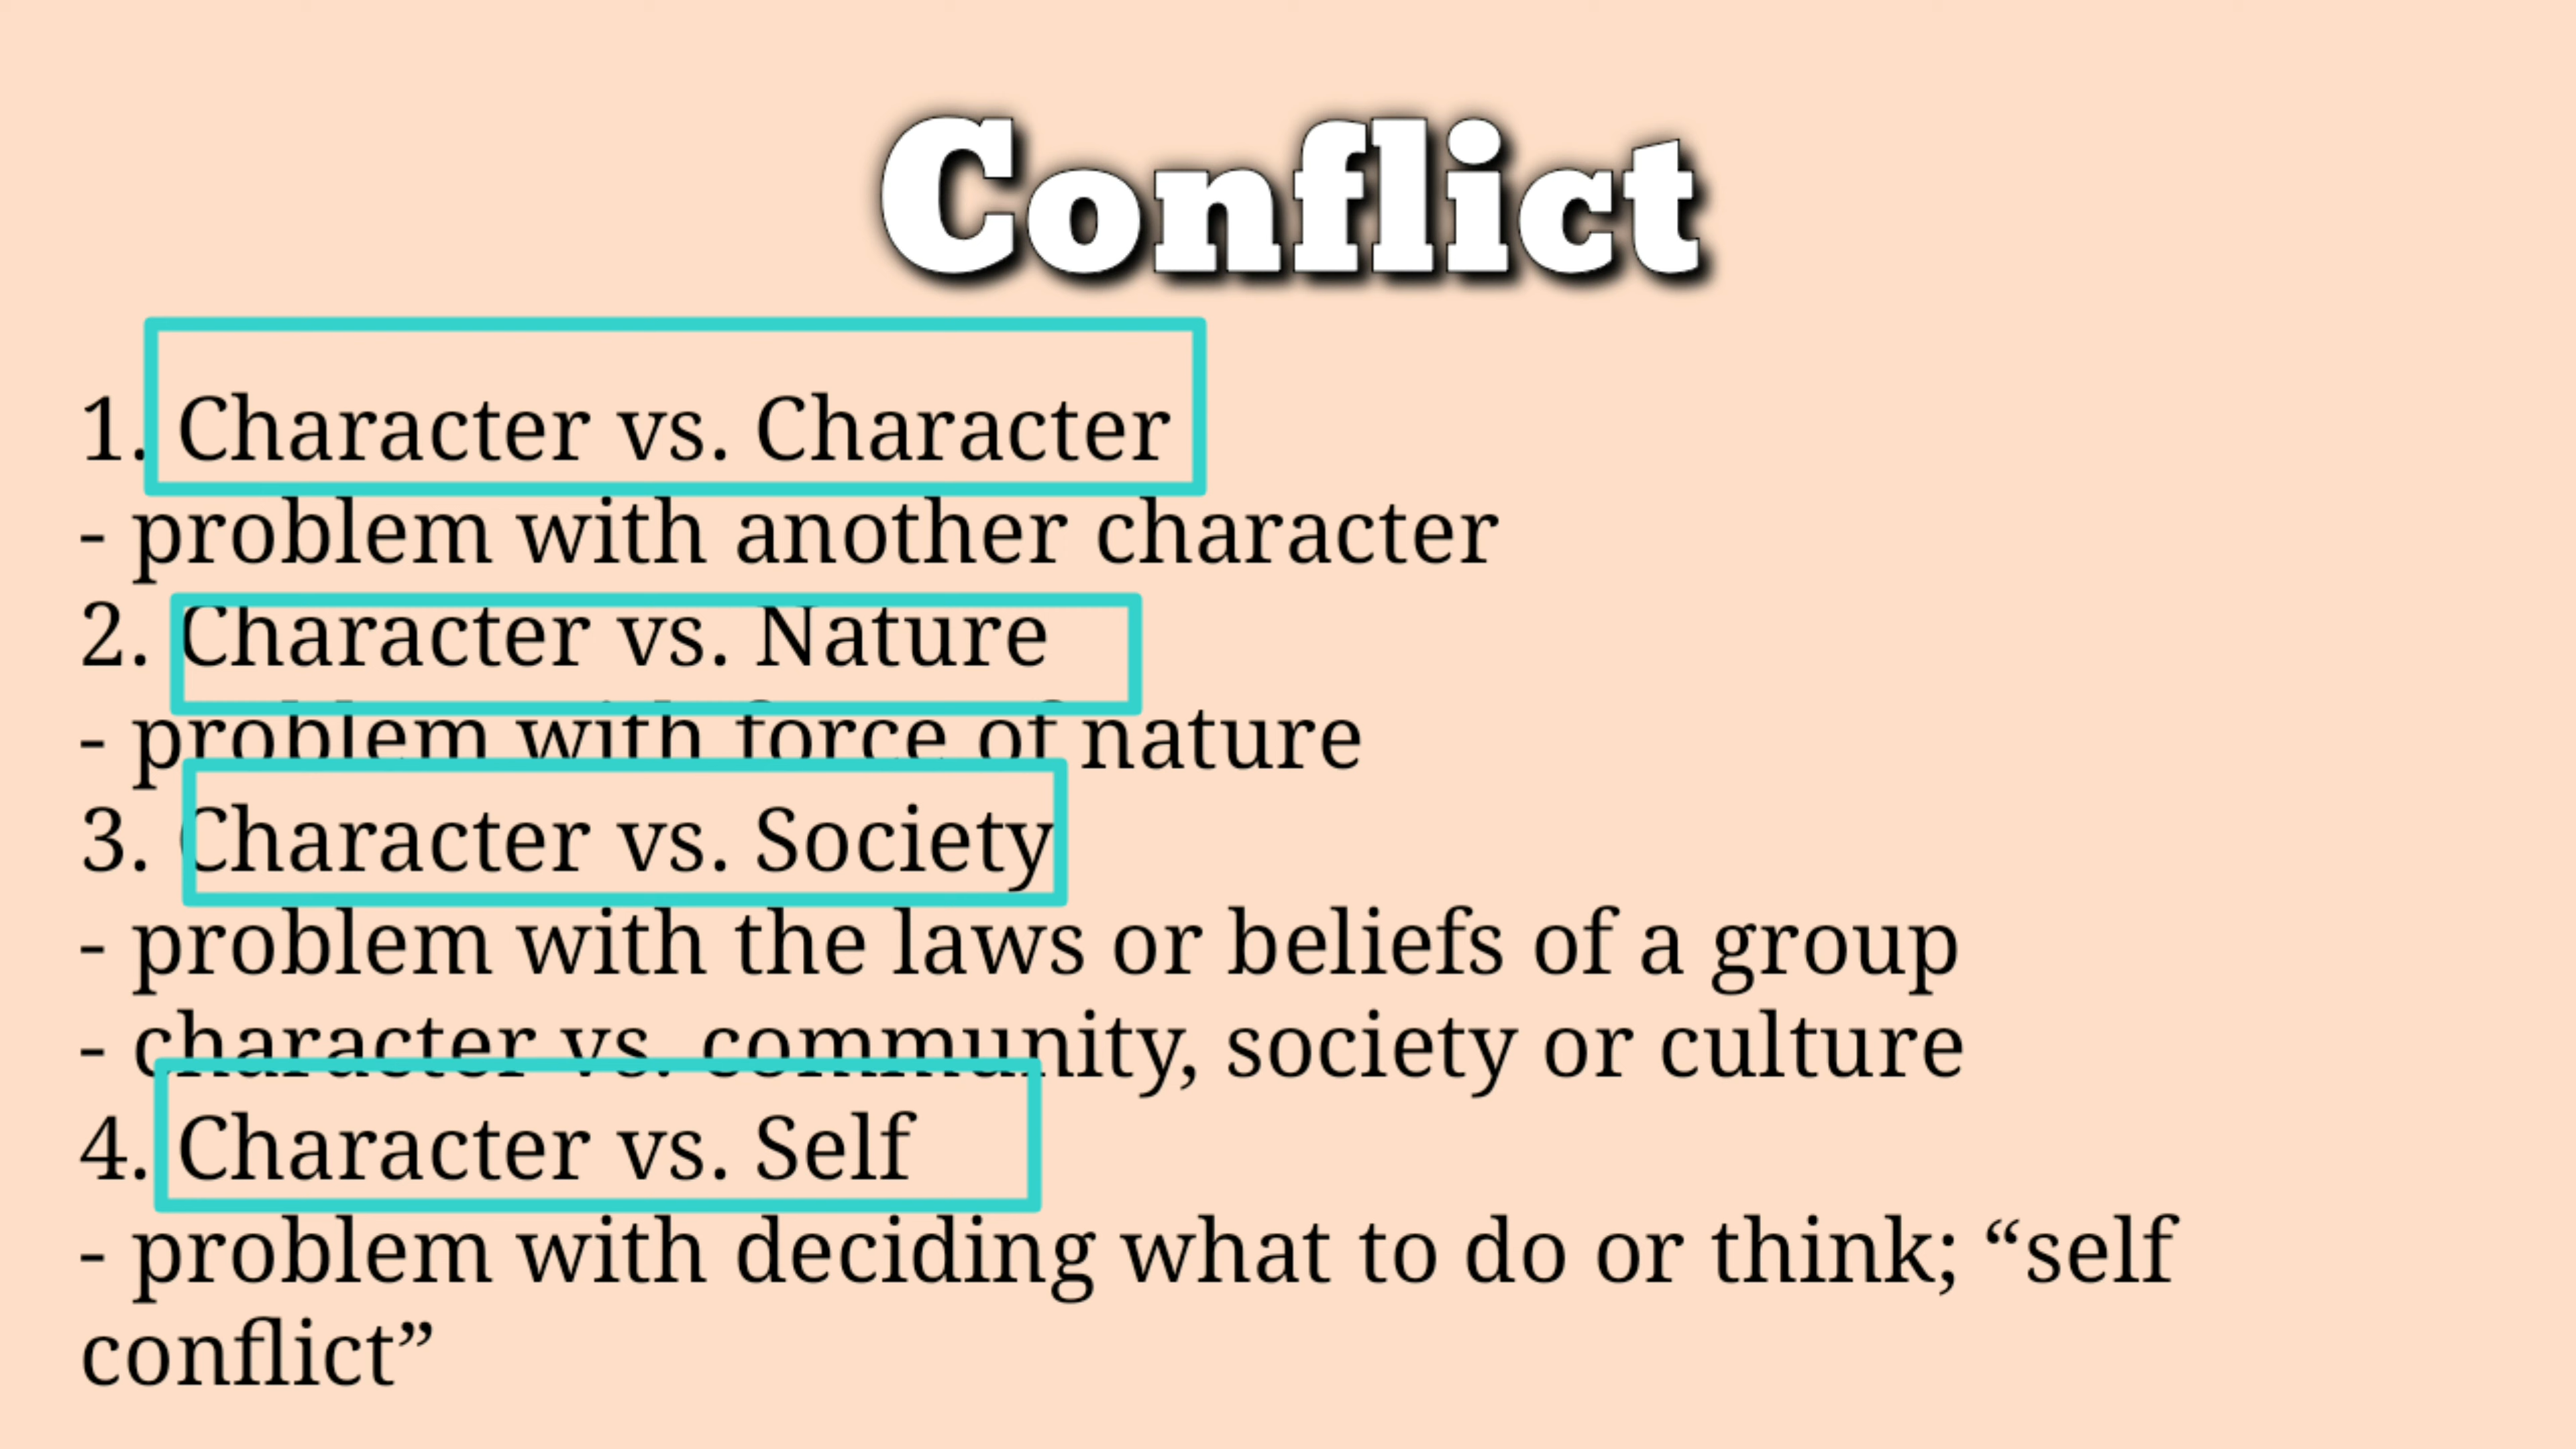 Conflict
1. Character vs. Character
- problem with another character
2. Character vs. Nature
- problem with force of nature
3. Character vs. Society
- problem with the laws or beliefs of a group
- character vs. community, society or culture
4. Character vs. Self
- problem with deciding what to do or think; “self
conflict”